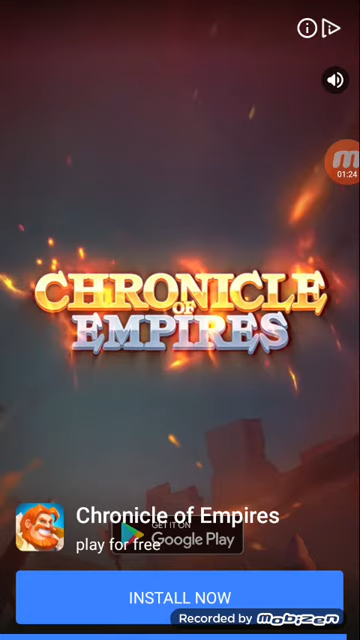 01:24
CHRONICLE
OF
EMPIRES
Chronicle of Empires
GET IT ON
Google Play
play for free
INSTALL NOW
Recorded by Mobizen